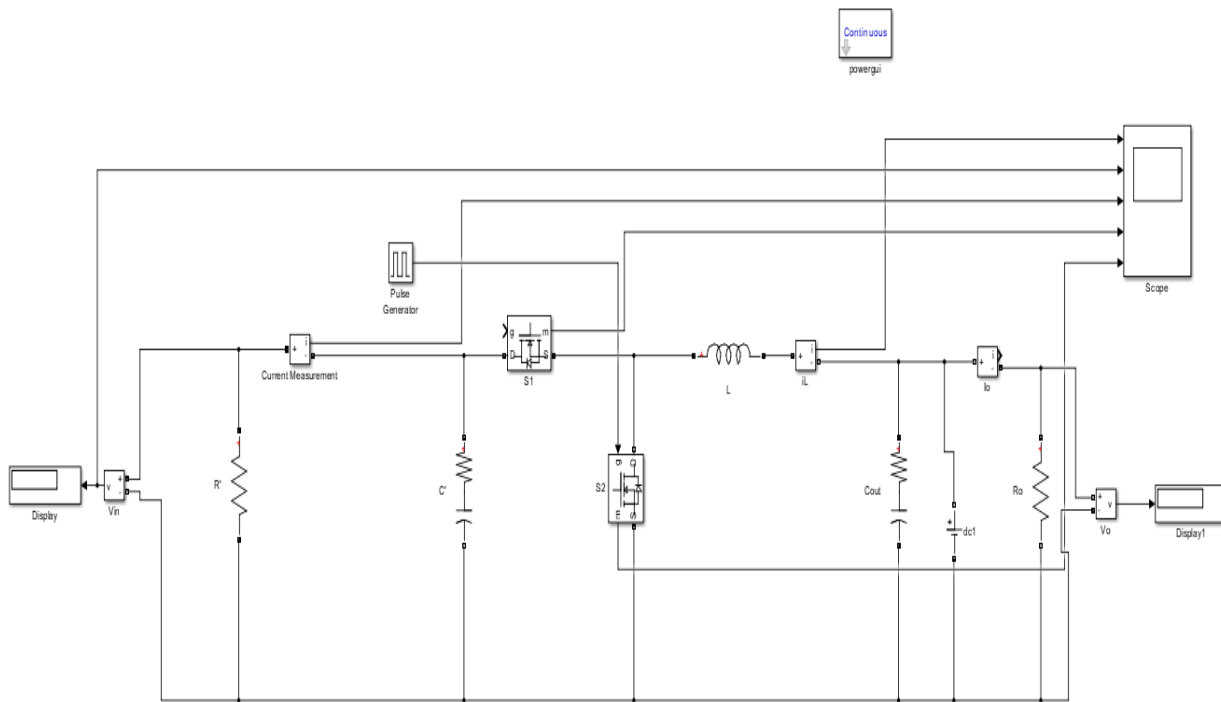 Continuous
powergui
Scope
Pulse
Generator
i
+
-
Current Measurement
g
m
D
S
S1
L
i
+
-
iL
i
+
-
Io
Display
v
+
-
Vin
R'
C'
S2
g
D
m
S
Cout
+
dc1
Ro
+
-
v
Vo
Display1